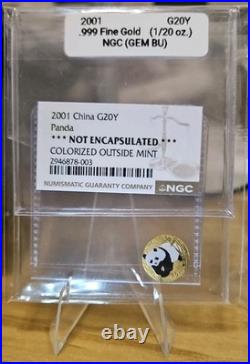 2001 G20Y
.999 Fine Gold (1/20 oz.)
NGC (GEM BU)
2001 China G20Y
Panda
*** NOT ENCAPSULATED ***
COLORIZED OUTSIDE MINT
2946878-003
NUMISMATIC GUARANTY COMPANY NGC